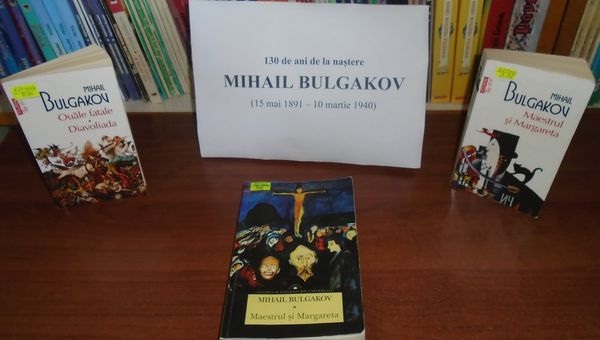 130 de ani de la naștere
MIHAIL BULGAKOV
(15 mai 1891 – 10 martie 1940)
MIHAIL
BULGAKOV
Ouăle fatale
•
Diavoliada
MIHAIL
BULGAKOV
Maestrul
și Margareta
MIHAIL BULGAKOV
•
Maestrul și Margareta